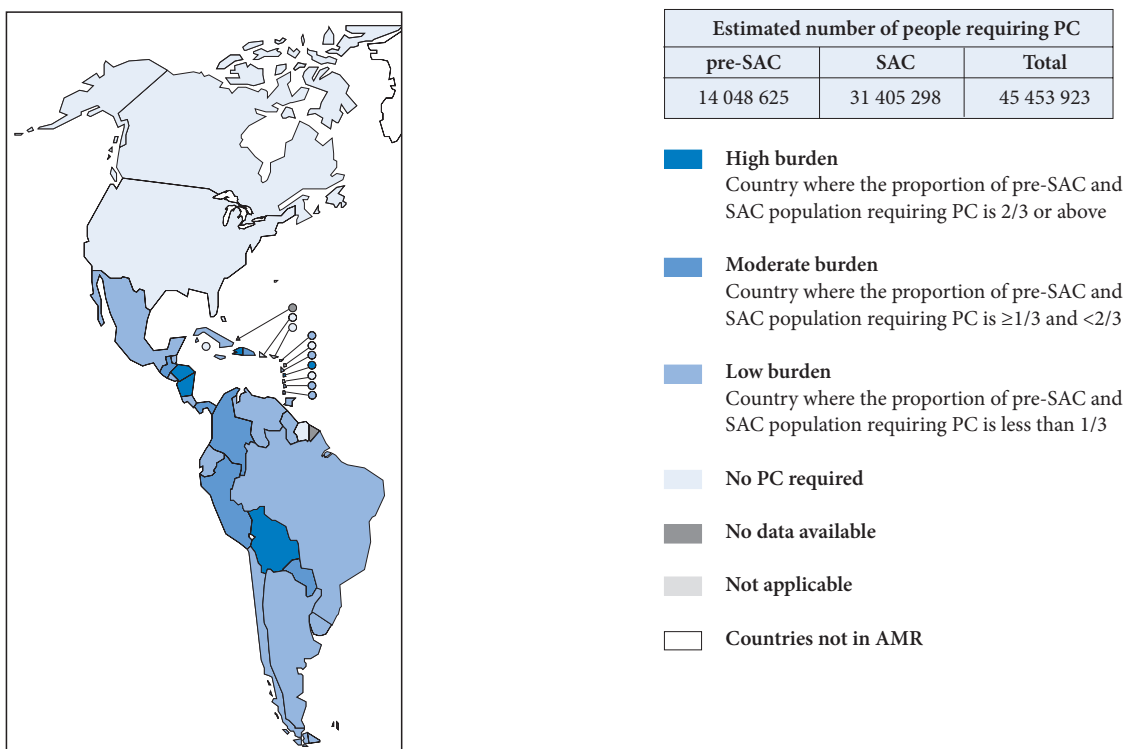 Estimated number of people requiring PC
pre-SAC SAC Total
14 048 625 31 405 298 45 453 923
High burden
Country where the proportion of pre-SAC and
SAC population requiring PC is 2/3 or above
Moderate burden
Country where the proportion of pre-SAC and
SAC population requiring PC is ≥1/3 and <2/3
Low burden
Country where the proportion of pre-SAC and
SAC population requiring PC is less than 1/3
No PC required
No data available
Not applicable
Countries not in AMR